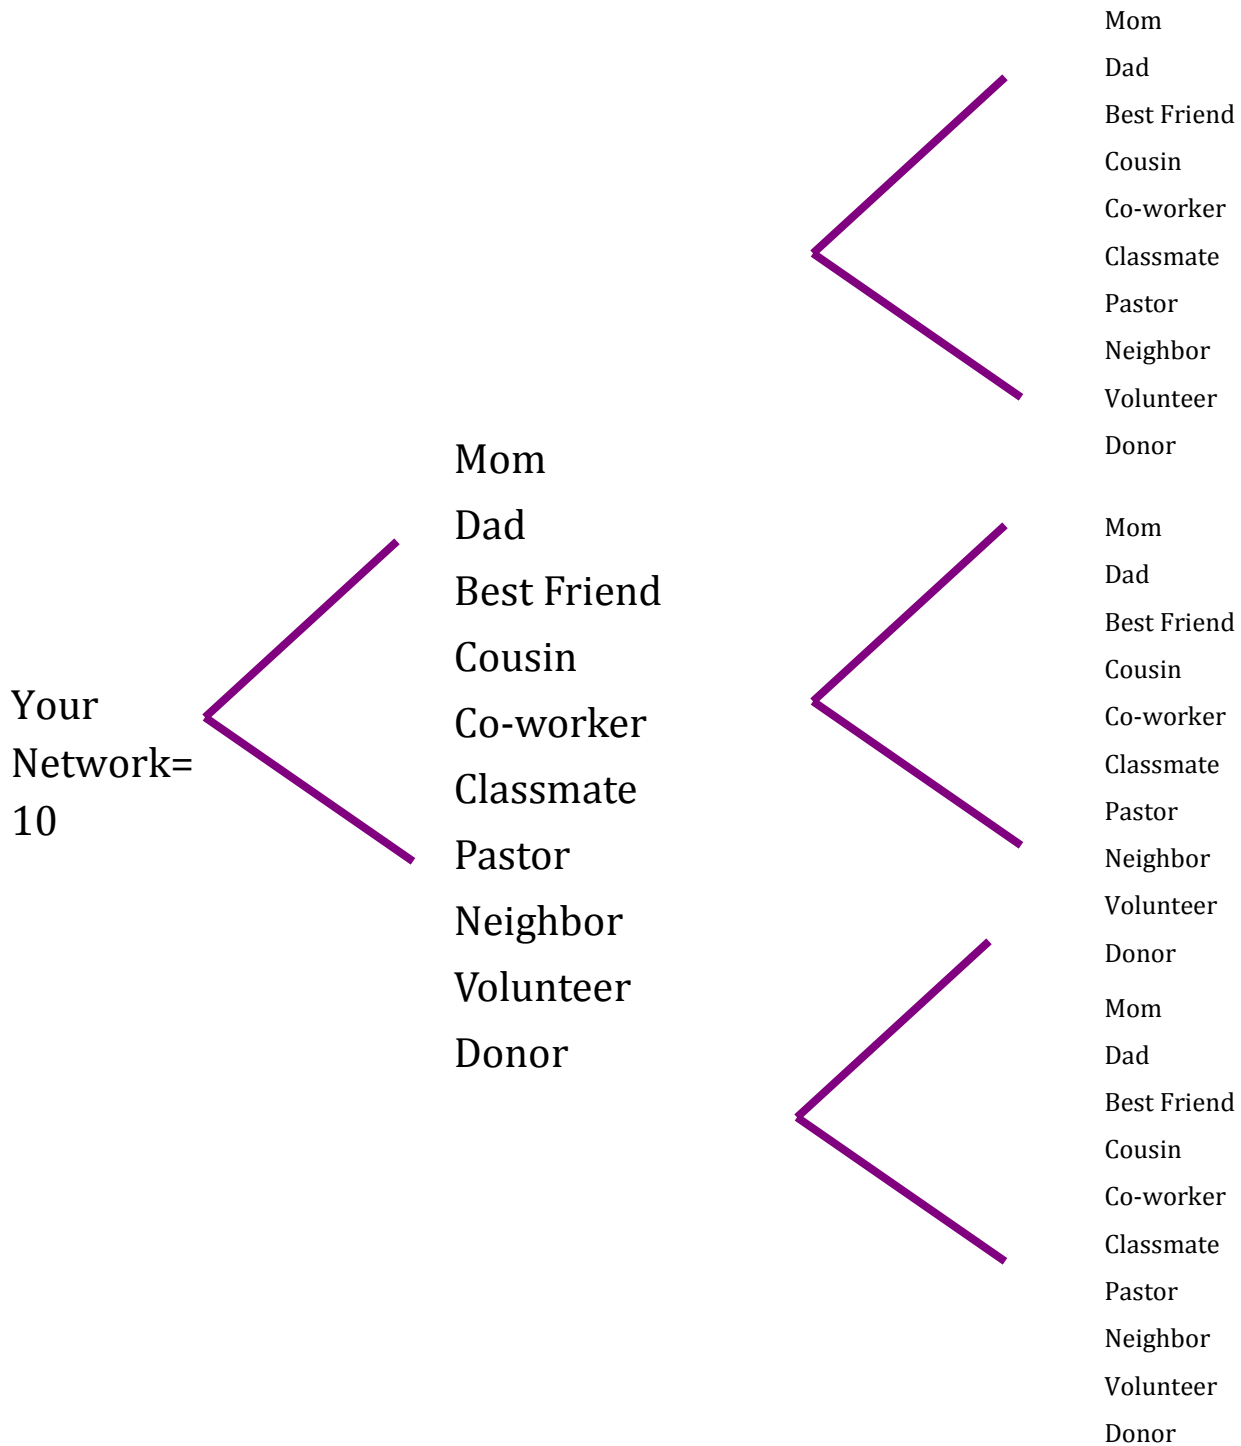 Your
Network=
10
Mom
Dad
Best Friend
Cousin
Co-worker
Classmate
Pastor
Neighbor
Volunteer
Donor
Mom
Dad
Best Friend
Cousin
Co-worker
Classmate
Pastor
Neighbor
Volunteer
Donor
Mom
Dad
Best Friend
Cousin
Co-worker
Classmate
Pastor
Neighbor
Volunteer
Donor
Mom
Dad
Best Friend
Cousin
Co-worker
Classmate
Pastor
Neighbor
Volunteer
Donor